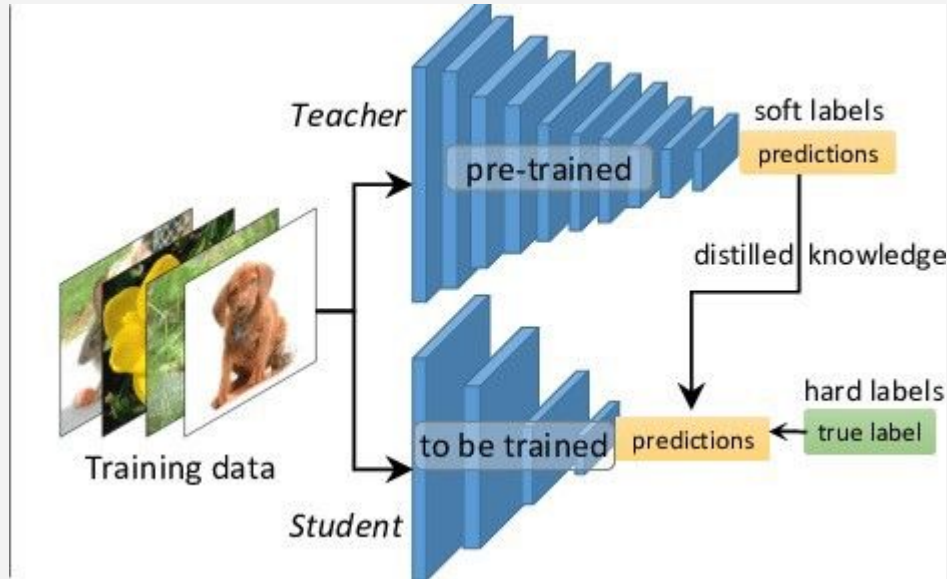 Teacher
pre-trained
soft labels
predictions
distilled knowledge
Training data
Student
to be trained
predictions
hard labels
true label